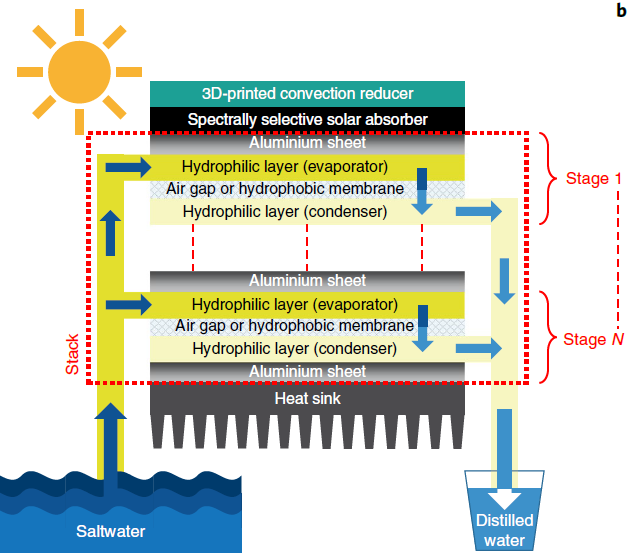 b
3D-printed convection reducer
Spectrally selective solar absorber
Aluminium sheet
Hydrophilic layer (evaporator)
Air gap or hydrophobic membrane
Hydrophilic layer (condenser)
Stage 1
Aluminium sheet
Hydrophilic layer (evaporator)
Air gap or hydrophobic membrane
Hydrophilic layer (condenser)
Aluminium sheet
Stage N
Stack
Heat sink
Saltwater
Distilled
water